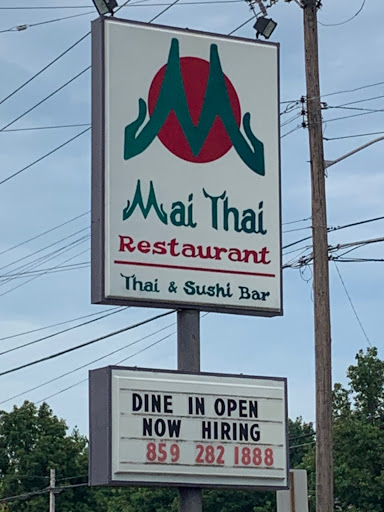 Mai Thai
Restaurant
Thai & Sushi Bar
DINE IN OPEN
NOW HIRING
859 282 1888